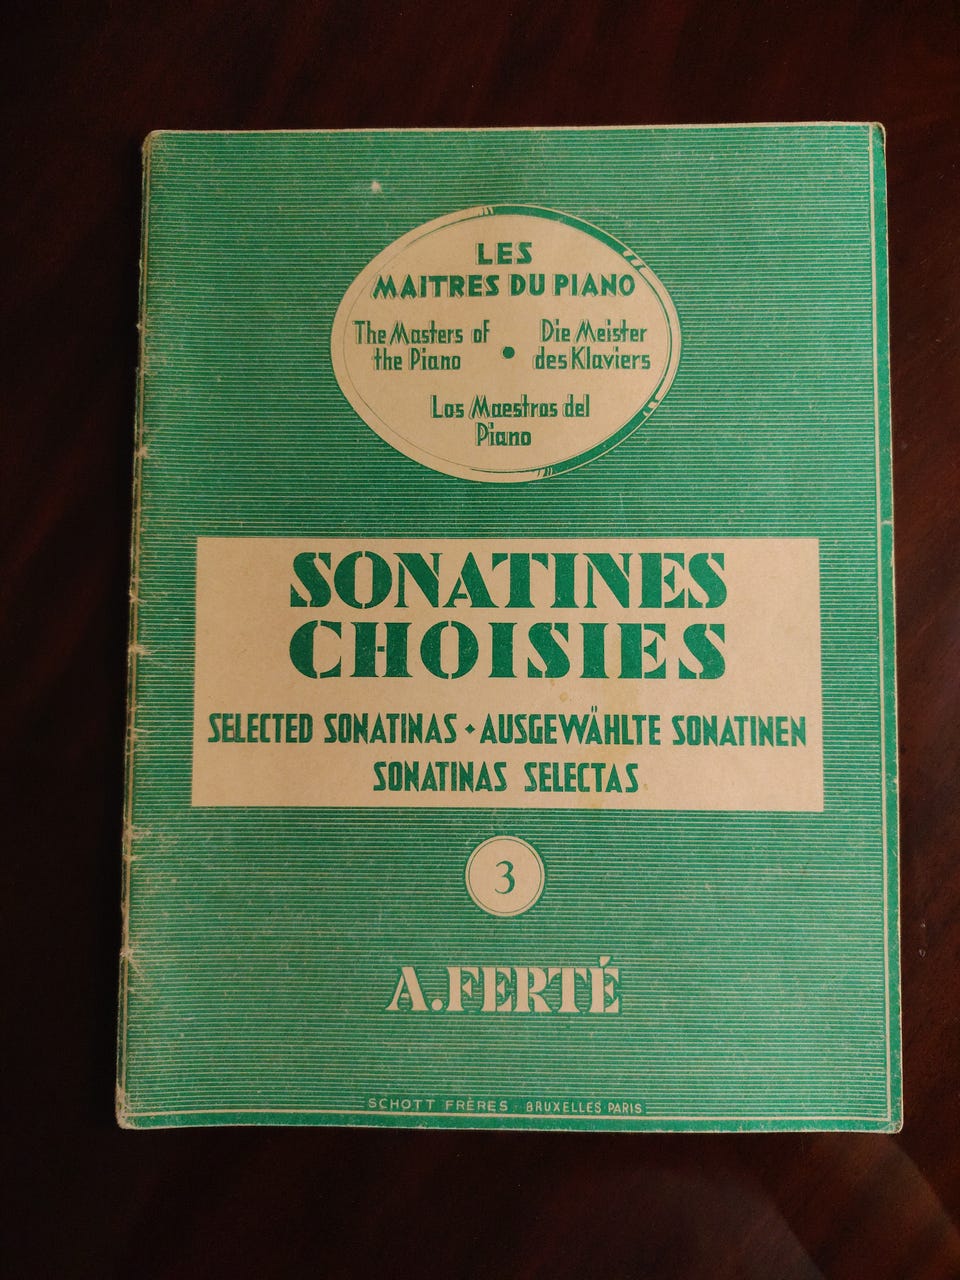 LES
MAITRES DU PIANO
The Masters of the Piano
Die Meister des Klaviers
Los Maestros del
Piano
SONATINES
CHOISIES
SELECTED SONATINAS • AUSGEWÄHLTE SONATINEN
SONATINAS SELECTAS
3
A. FERTÉ
SCHOTT FRÈRES · BRUXELLES PARIS